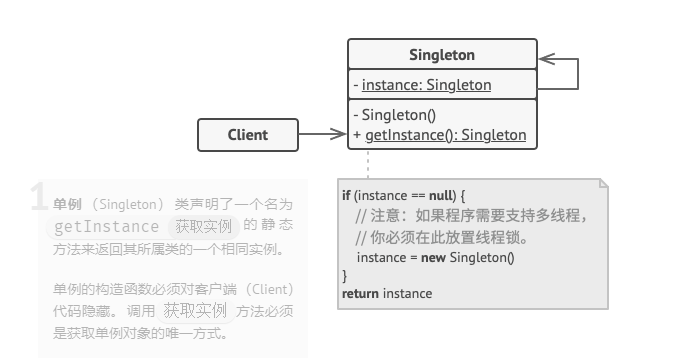 Singleton
- instance: Singleton
- Singleton()
+ getInstance(): Singleton
Client
1
单例（Singleton）类声明了一个名为
getInstance 获取实例 的静态
方法来返回其所属类的一个相同实例。
单例的构造函数必须对客户端（Client）
代码隐藏。调用 获取实例 方法必须
是获取单例对象的唯一方式。
if (instance == null) {
// 注意：如果程序需要支持多线程，
// 你必须在此放置线程锁。
instance = new Singleton()
}
return instance